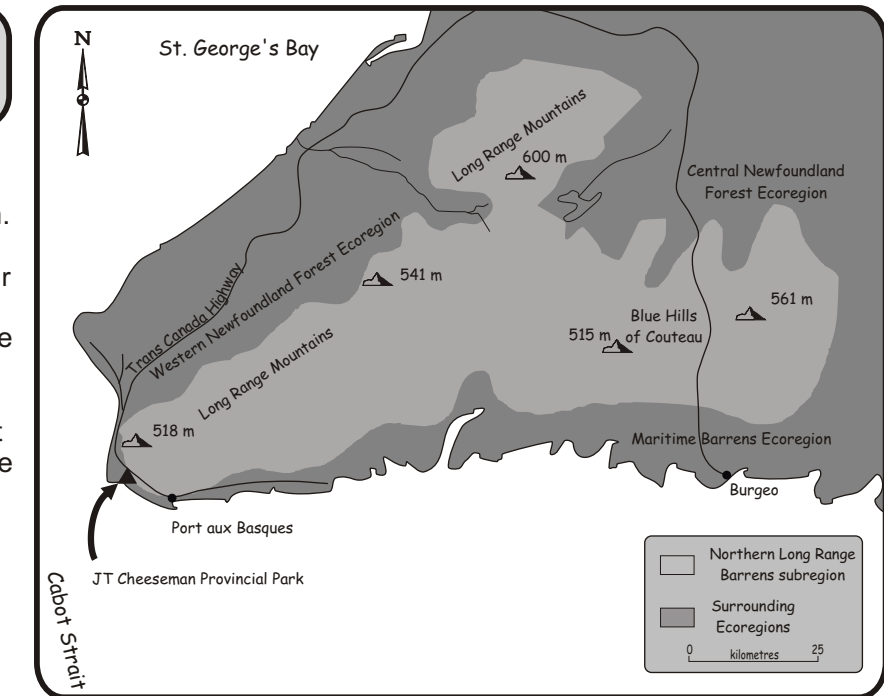 N
St. George's Bay
Long Range Mountains
600 m
Central Newfoundland
Forest Ecoregion
Western Newfoundland Forest Ecoregion
Trans Canada Highway
541 m
561 m
Blue Hills
of Couteau
515 m
Long Range Mountains
518 m
Maritime Barrens Ecoregion
Burgeo
Port aux Basques
JT Cheeseman Provincial Park
Cabot Strait
Northern Long Range
Barrens subregion
Surrounding
Ecoregions
0 kilometres 25